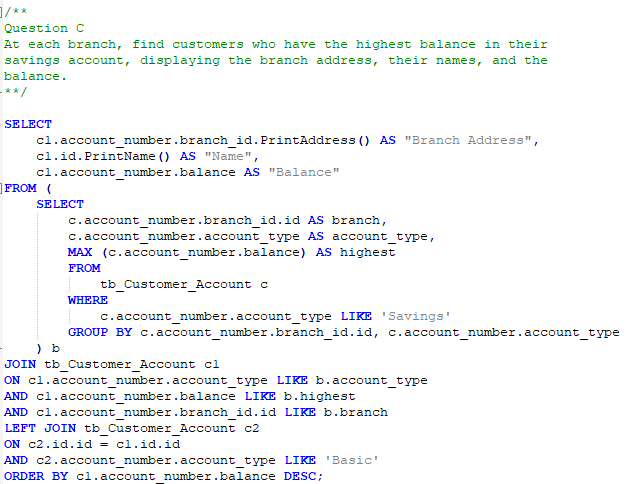 /**
Question C
At each branch, find customers who have the highest balance in their
savings account, displaying the branch address, their names, and the
balance.
**/
SELECT
c1.account_number.branch_id.PrintAddress() AS "Branch Address",
c1.id.PrintName() AS "Name",
c1.account_number.balance AS "Balance"
FROM (
SELECT
c.account_number.branch_id.id AS branch,
c.account_number.account_type AS account_type,
MAX (c.account_number.balance) AS highest
FROM
tb_Customer_Account c
WHERE
c.account_number.account_type LIKE 'Savings'
GROUP BY c.account_number.branch_id.id, c.account_number.account_type
) b
JOIN tb_Customer_Account c1
ON c1.account_number.account_type LIKE b.account_type
AND c1.account_number.balance LIKE b.highest
AND c1.account_number.branch_id.id LIKE b.branch
LEFT JOIN tb_Customer_Account c2
ON c2.id.id = c1.id.id
AND c2.account_number.account_type LIKE 'Basic'
ORDER BY c1.account_number.balance DESC;